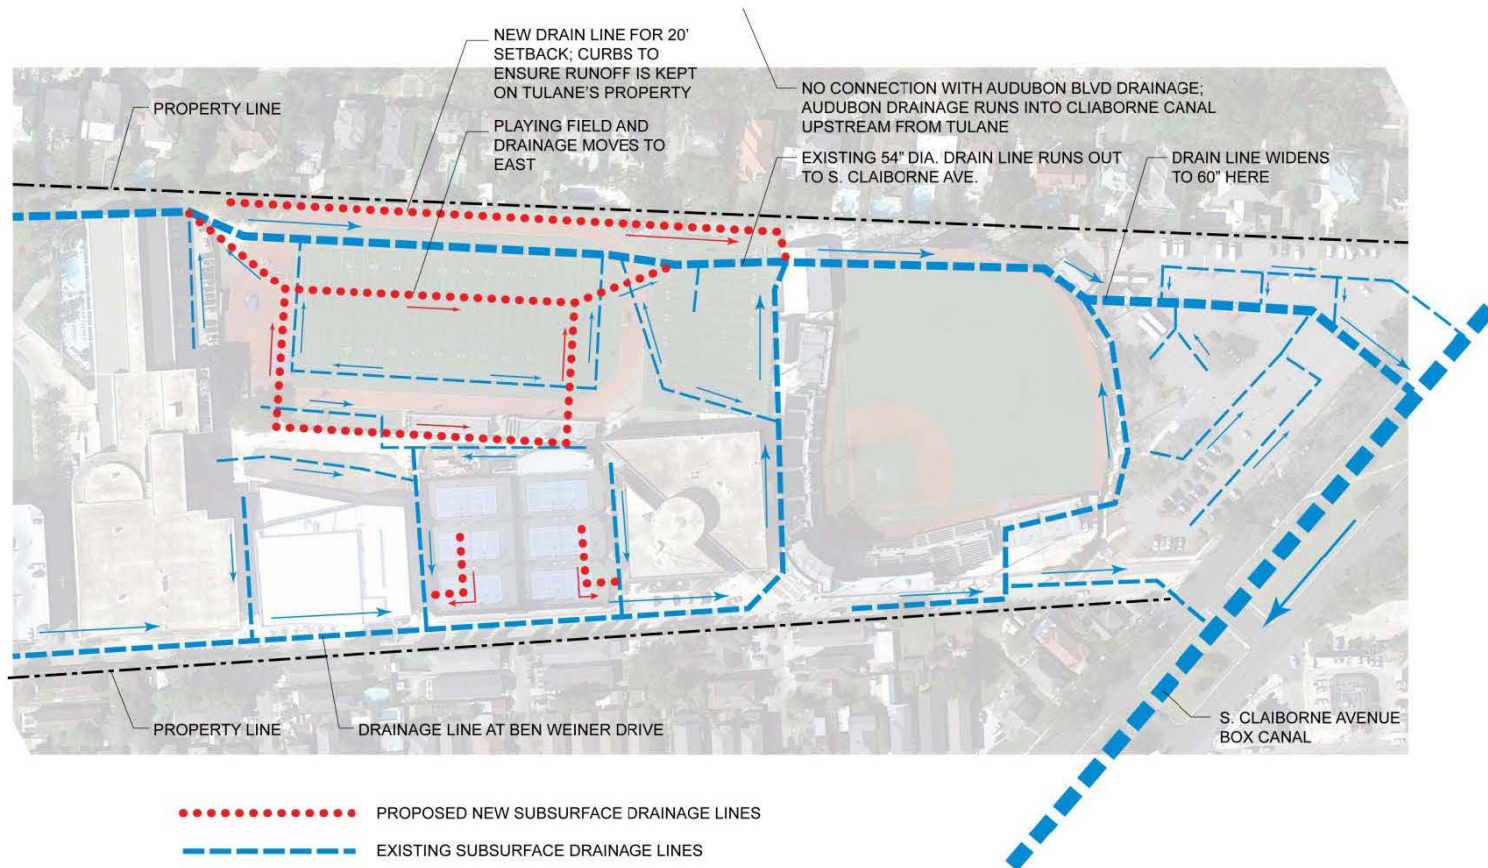 NEW DRAIN LINE FOR 20'
SETBACK; CURBS TO
ENSURE RUNOFF IS KEPT
ON TULANE'S PROPERTY
NO CONNECTION WITH AUDUBON BLVD DRAINAGE;
AUDUBON DRAINAGE RUNS INTO CLIABORNE CANAL
UPSTREAM FROM TULANE
PROPERTY LINE
PLAYING FIELD AND
DRAINAGE MOVES TO
EAST
EXISTING 54" DIA. DRAIN LINE RUNS OUT
TO S. CLAIBORNE AVE.
DRAIN LINE WIDENS
TO 60" HERE
PROPERTY LINE
DRAINAGE LINE AT BEN WEINER DRIVE
S. CLAIBORNE AVENUE
BOX CANAL
PROPOSED NEW SUBSURFACE DRAINAGE LINES
EXISTING SUBSURFACE DRAINAGE LINES